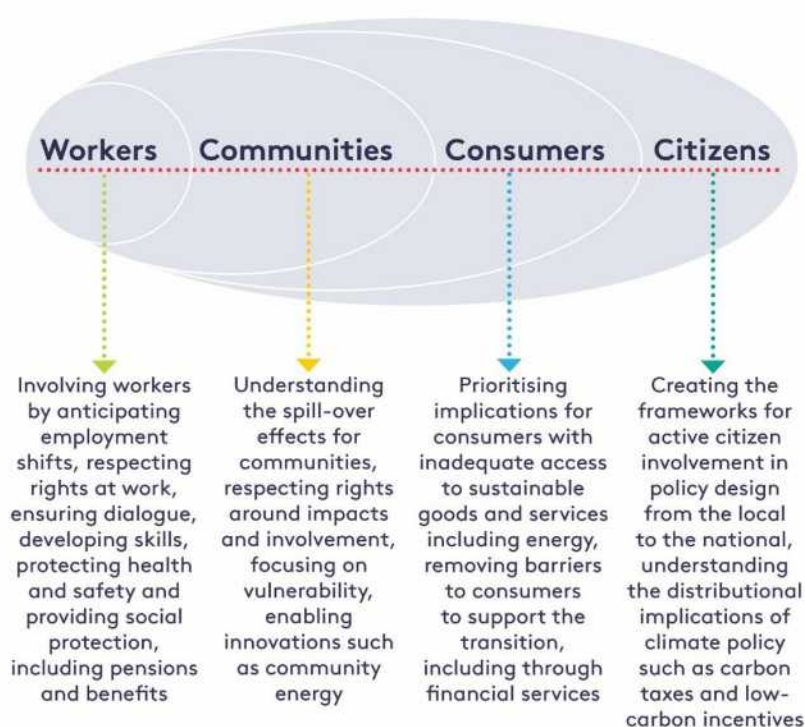 Workers
Communities
Consumers
Citizens
Involving workers
by anticipating
employment
shifts, respecting
rights at work,
ensuring dialogue,
developing skills,
protecting health
and safety and
providing social
protection,
including pensions
and benefits
Understanding
the spill-over
effects for
communities,
respecting rights
around impacts
and involvement,
focusing on
vulnerability,
enabling
innovations such
as community
energy
Prioritising
implications for
consumers with
inadequate access
to sustainable
goods and services
including energy,
removing barriers
to consumers
to support the
transition,
including through
financial services
Creating the
frameworks for
active citizen
involvement in
policy design
from the local
to the national,
understanding
the distributional
implications of
climate policy
such as carbon
taxes and low-
carbon incentives